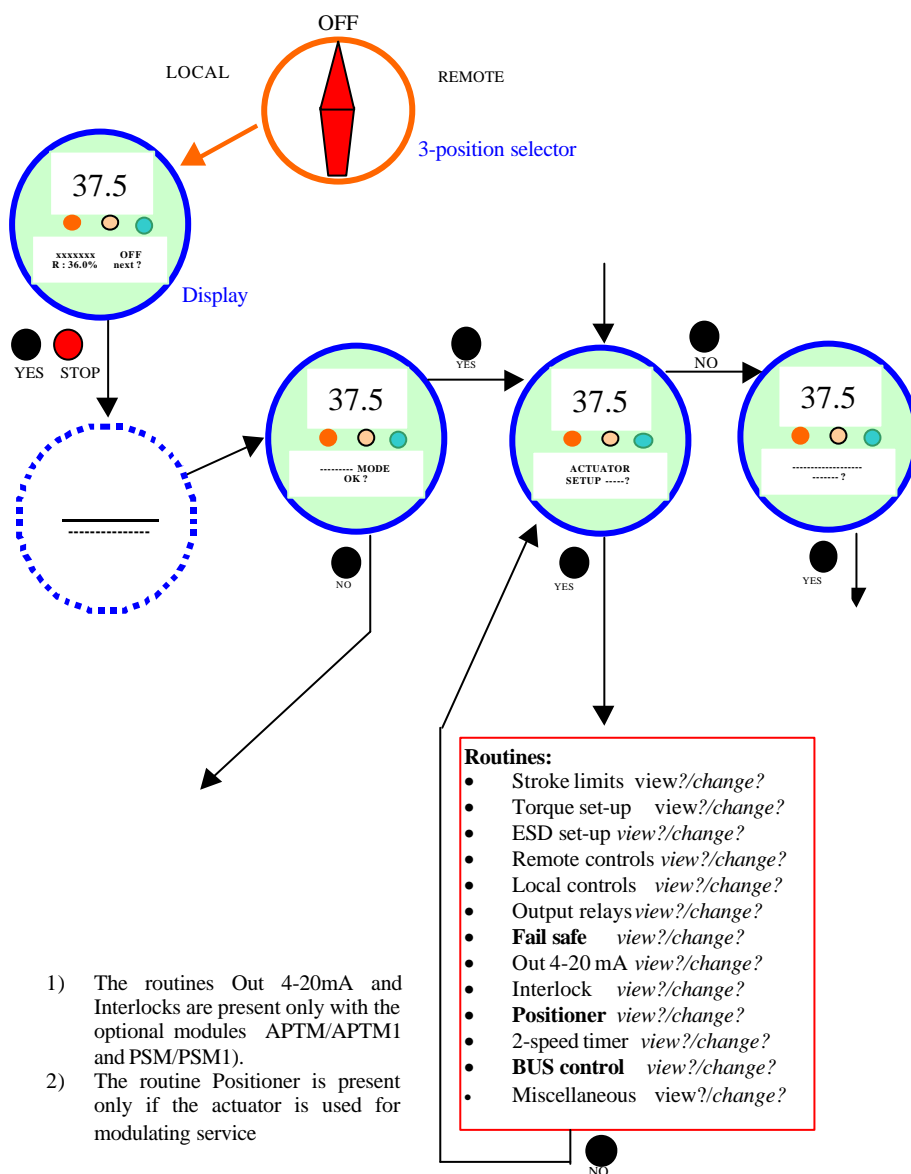 OFF
LOCAL
REMOTE
3-position selector
37.5
xxxxxxx OFF
R : 36.0% next ?
Display
YES STOP
YES
NO
37.5
--------- MODE
OK ?
37.5
ACTUATOR
SETUP -----?
37.5
-------------------
------- ?
NO
YES
YES
Routines:
• Stroke limits view?/change?
• Torque set-up view?/change?
• ESD set-up view?/change?
• Remote controls view?/change?
• Local controls view?/change?
• Output relays view?/change?
• Fail safe view?/change?
• Out 4-20 mA view?/change?
• Interlock view?/change?
• Positioner view?/change?
• 2-speed timer view?/change?
• BUS control view?/change?
• Miscellaneous view?/change?
1) The routines Out 4-20mA and
Interlocks are present only with the
optional modules APTM/APTM1
and PSM/PSM1).
2) The routine Positioner is present
only if the actuator is used for
modulating service
NO